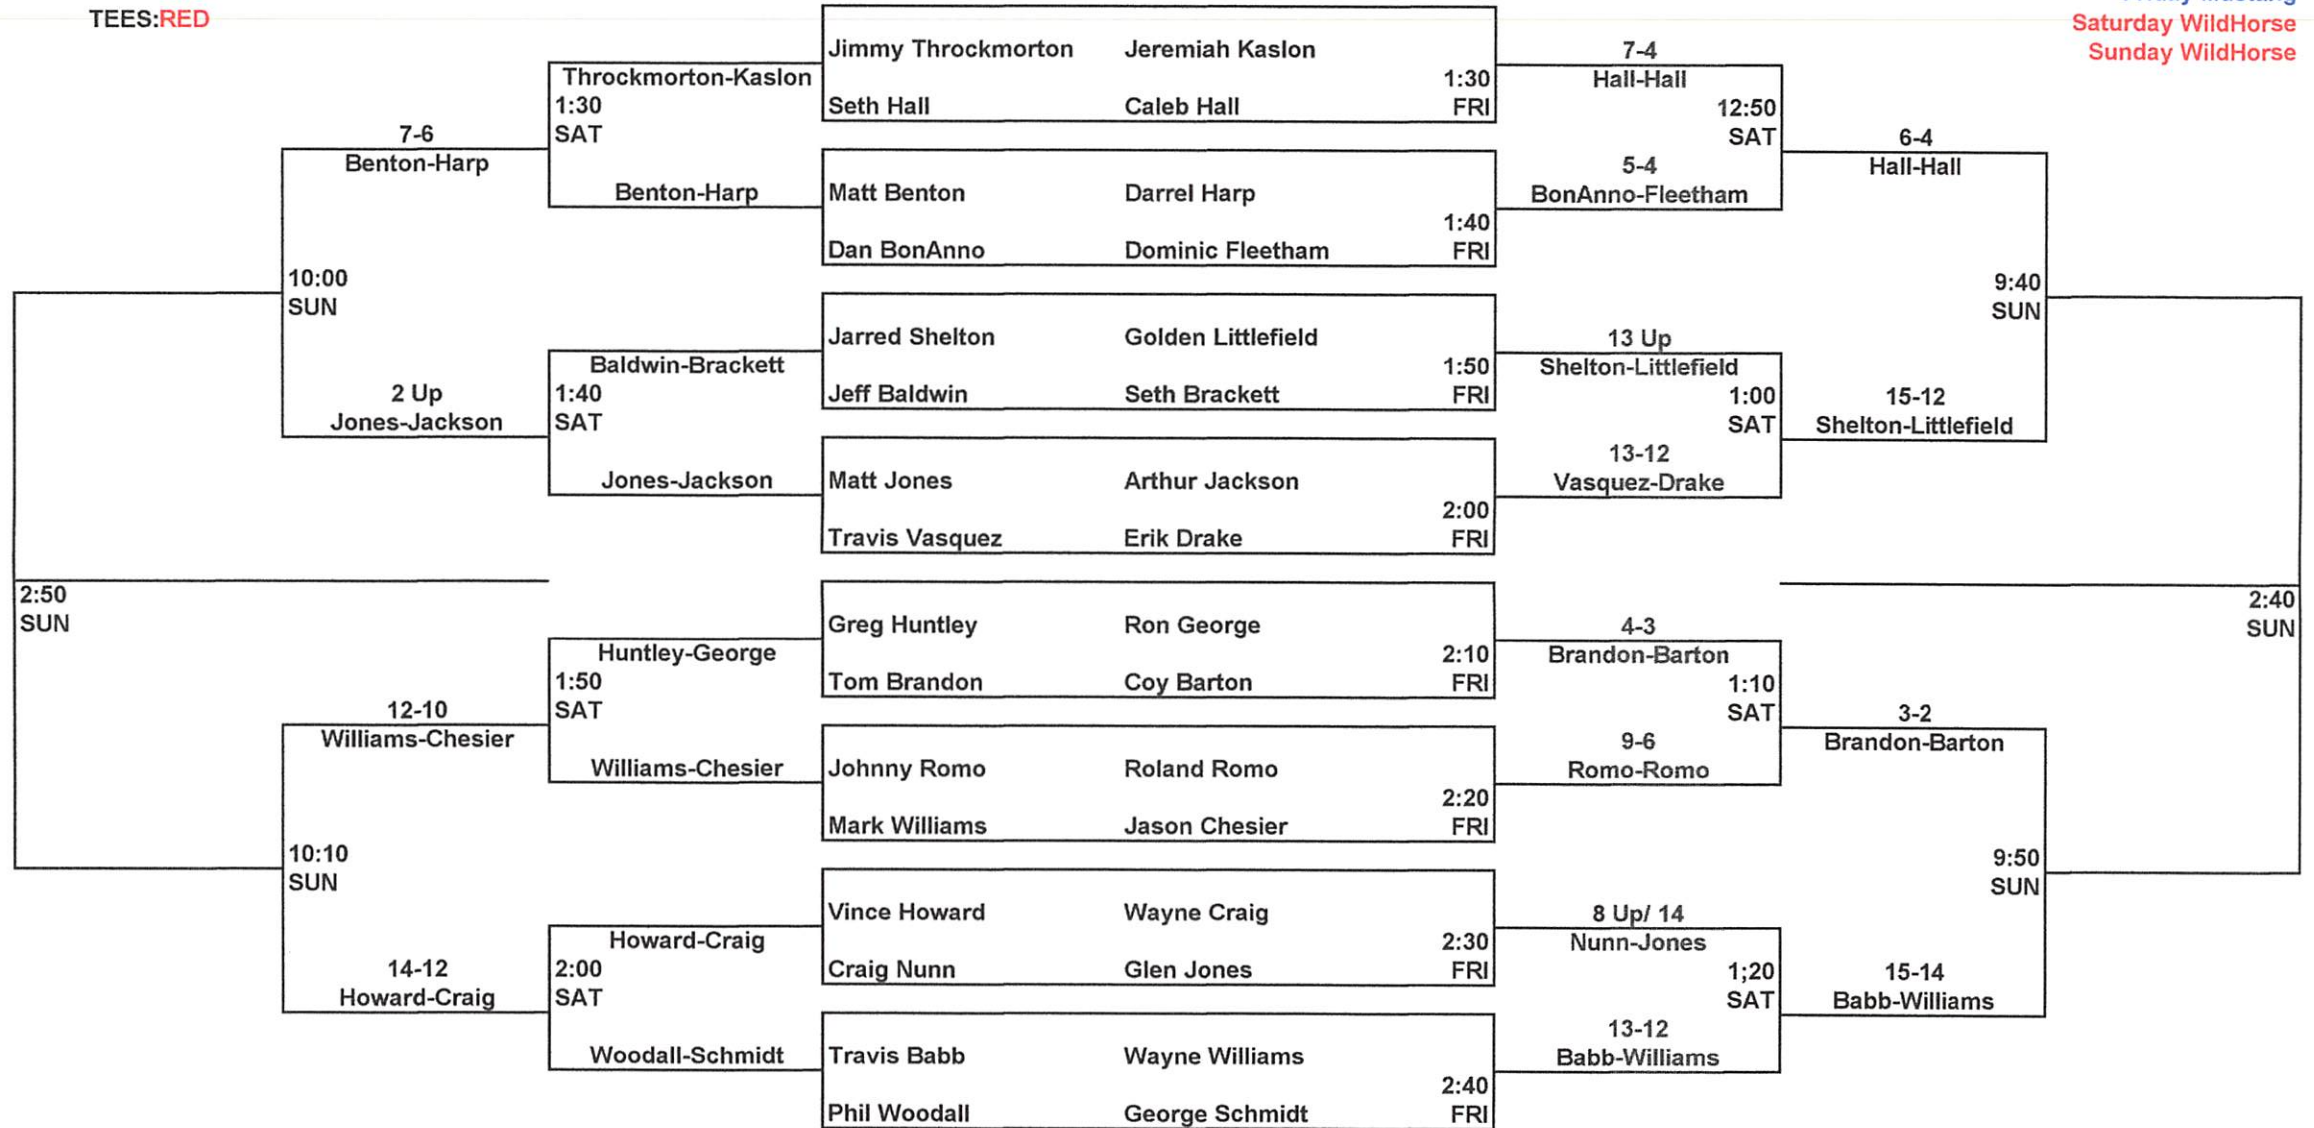 Friday Mustang
TEES:RED
Saturday WildHorse
Sunday WildHorse
Jimmy Throckmorton Jeremiah Kaslon
7-4
Throckmorton-Kaslon
1:30
Hall-Hall
1:30
SAT
Seth Hall Caleb Hall
FRI
12:50
SAT
7-6
Benton-Harp
6-4
Hall-Hall
5-4
Benton-Harp
Matt Benton Darrel Harp
BonAnno-Fleetham
1:40
Dan BonAnno Dominic Fleetham
FRI
10:00
SUN
9:40
SUN
Jarred Shelton Golden Littlefield
13 Up
Baldwin-Brackett
1:50
Shelton-Littlefield
2 Up
Jones-Jackson
1:40
SAT
Jeff Baldwin Seth Brackett
FRI
1:00
SAT
15-12
Shelton-Littlefield
13-12
Jones-Jackson
Matt Jones Arthur Jackson
Vasquez-Drake
2:00
Travis Vasquez Erik Drake
FRI
2:50
SUN
2:40
SUN
Greg Huntley Ron George
4-3
Huntley-George
2:10
Brandon-Barton
1:50
SAT
Tom Brandon Coy Barton
FRI
1:10
SAT
12-10
Williams-Chesier
3-2
Brandon-Barton
9-6
Williams-Chesier
Johnny Romo Roland Romo
Romo-Romo
2:20
Mark Williams Jason Chesier
FRI
10:10
SUN
9:50
SUN
Vince Howard Wayne Craig
8 Up/ 14
Howard-Craig
2:30
Nunn-Jones
14-12
Howard-Craig
2:00
SAT
Craig Nunn Glen Jones
FRI
1;20
SAT
15-14
Babb-Williams
13-12
Woodall-Schmidt
Travis Babb Wayne Williams
Babb-Williams
2:40
Phil Woodall George Schmidt
FRI